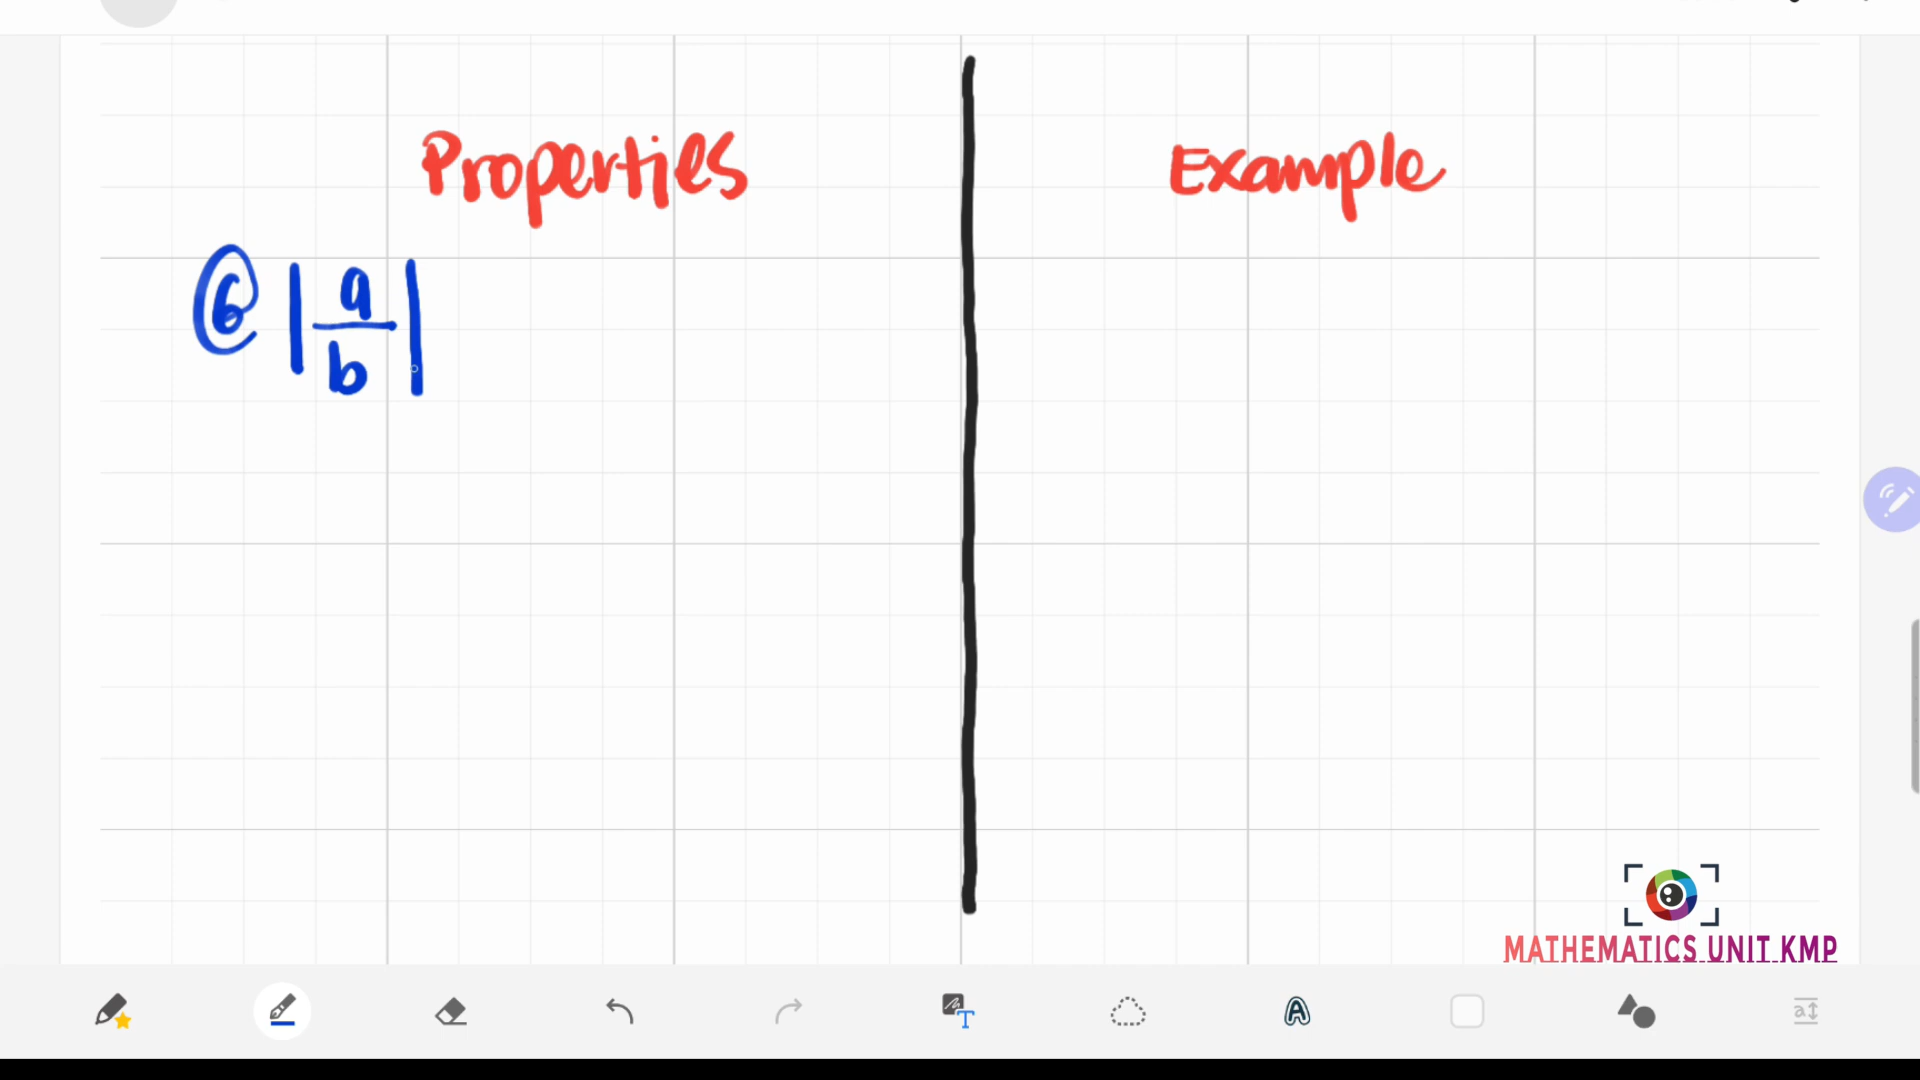 Properties
Example
⑥ |a/b|
MATHEMATICS UNIT KMP